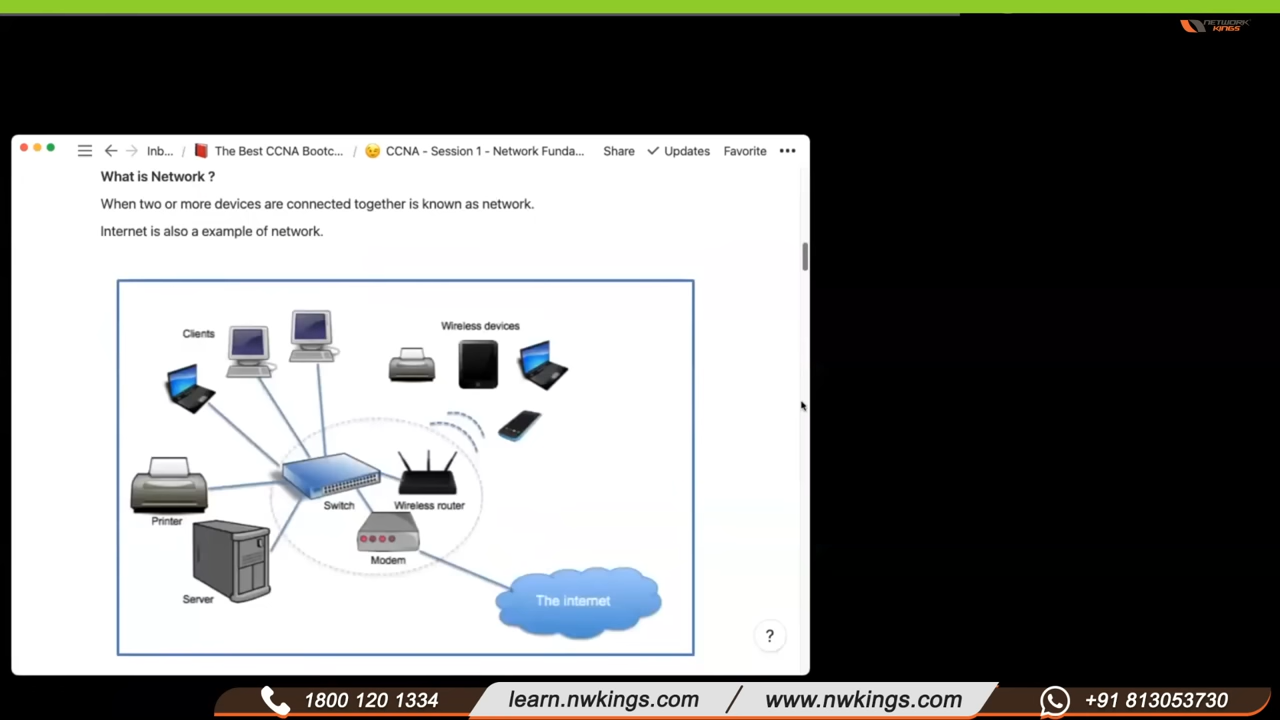 NETWORK
KINGS
Inb... / The Best CCNA Bootc... / CCNA - Session 1 - Network Funda... Share Updates Favorite •••
What is Network ?
When two or more devices are connected together is known as network.
Internet is also a example of network.
Clients
Wireless devices
Switch
Wireless router
Printer
Modem
Server
The internet
?
1800 120 1334 learn.nwkings.com / www.nwkings.com +91 813053730